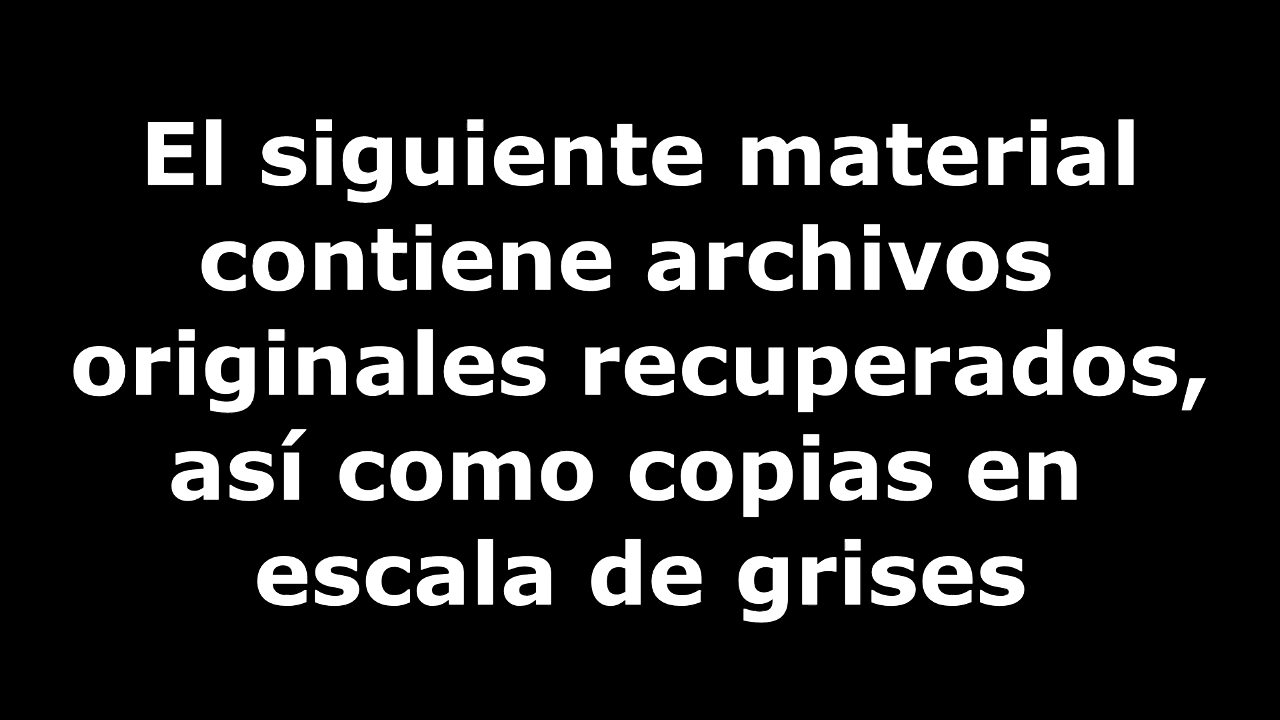 El siguiente material
contiene archivos
originales recuperados,
así como copias en
escala de grises